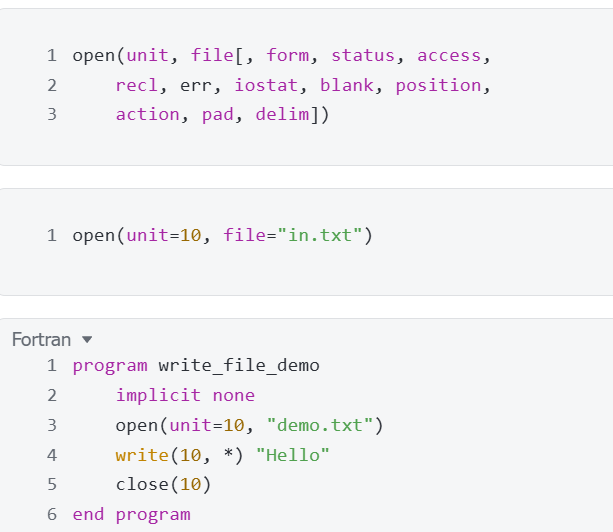 1 open(unit, file[, form, status, access,
2 recl, err, iostat, blank, position,
3 action, pad, delim])
1 open(unit=10, file="in.txt")
Fortran
1 program write_file_demo
2 implicit none
3 open(unit=10, "demo.txt")
4 write(10, *) "Hello"
5 close(10)
6 end program